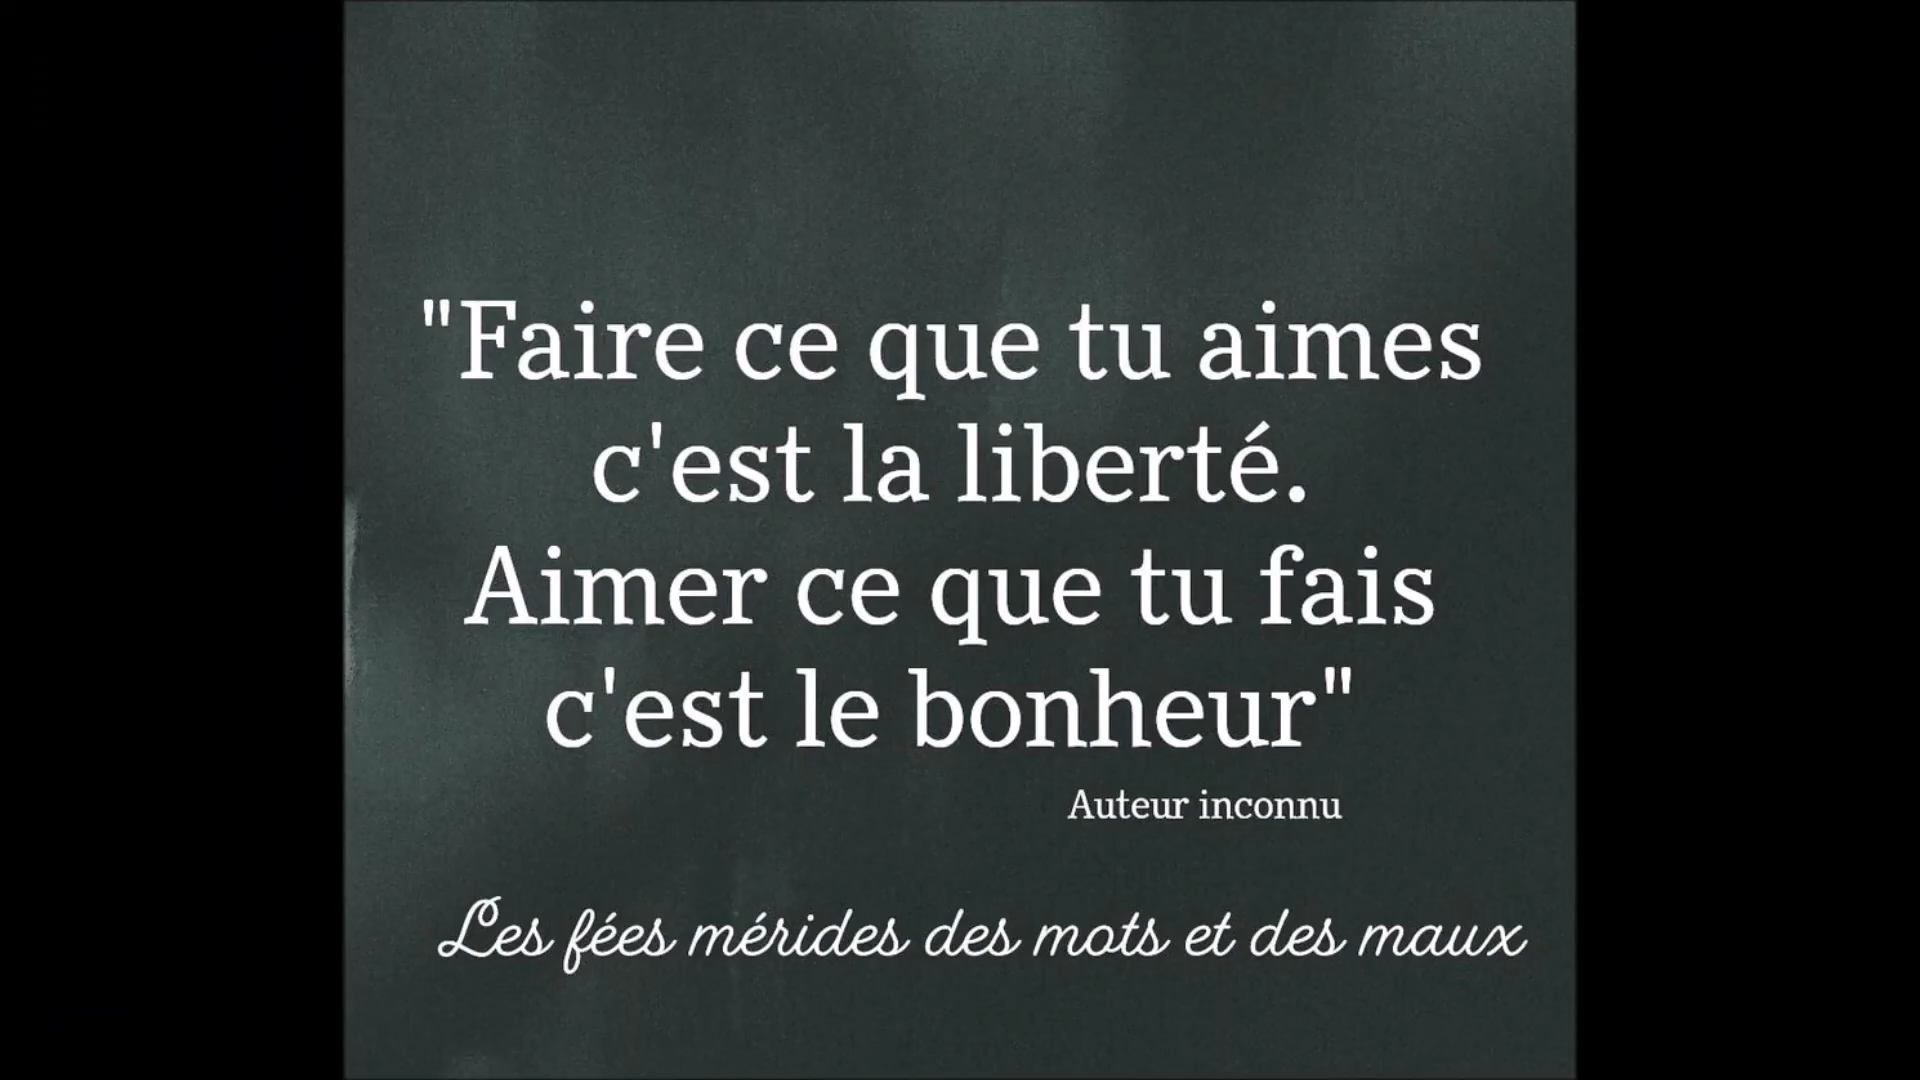 "Faire ce que tu aimes
c'est la liberté.
Aimer ce que tu fais
c'est le bonheur"
Auteur inconnu
Les fées mérides des mots et des maux